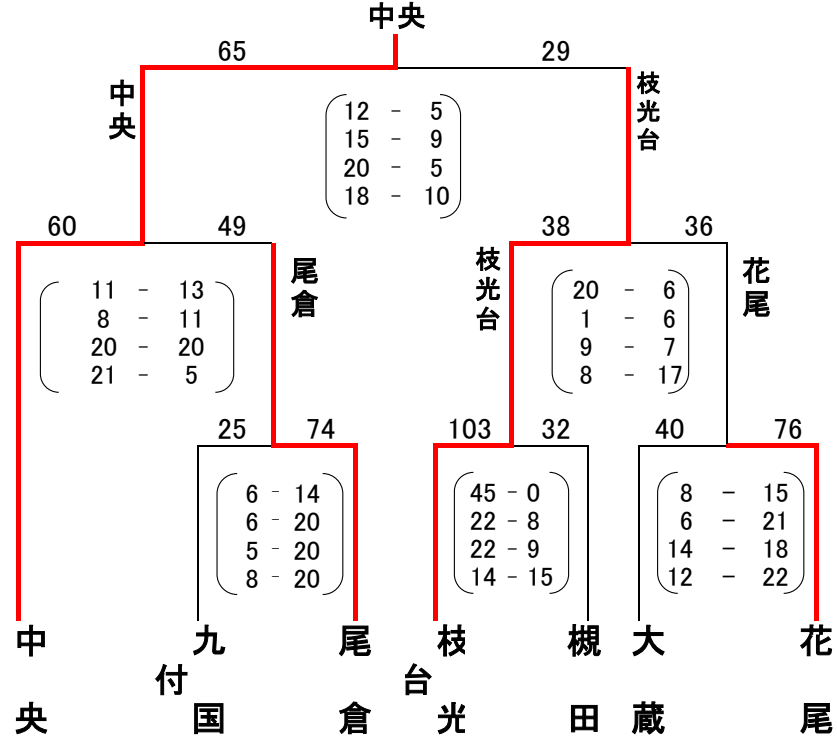 中央
65 29
中央
枝光台
12 - 5
15 - 9
20 - 5
18 - 10
60 49
38 36
尾倉
枝光台
花尾
11 - 13
8 - 11
20 - 20
21 - 5
20 - 6
1 - 6
9 - 7
8 - 17
25 74
103 32
40 76
6 - 14
6 - 20
5 - 20
8 - 20
45 - 0
22 - 8
22 - 9
14 - 15
8 - 15
6 - 21
14 - 18
12 - 22
中央
九国付
尾倉
枝光台
槻田
大蔵
花尾